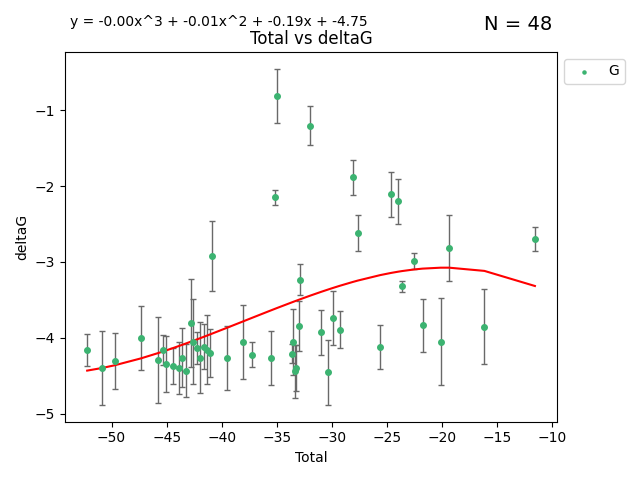 y = -0.00x^3 + -0.01x^2 + -0.19x + -4.75
N = 48
Total vs deltaG
G
−1
−2
−3
−4
−5
deltaG
−50 −45 −40 −35 −30 −25 −20 −15 −10
Total